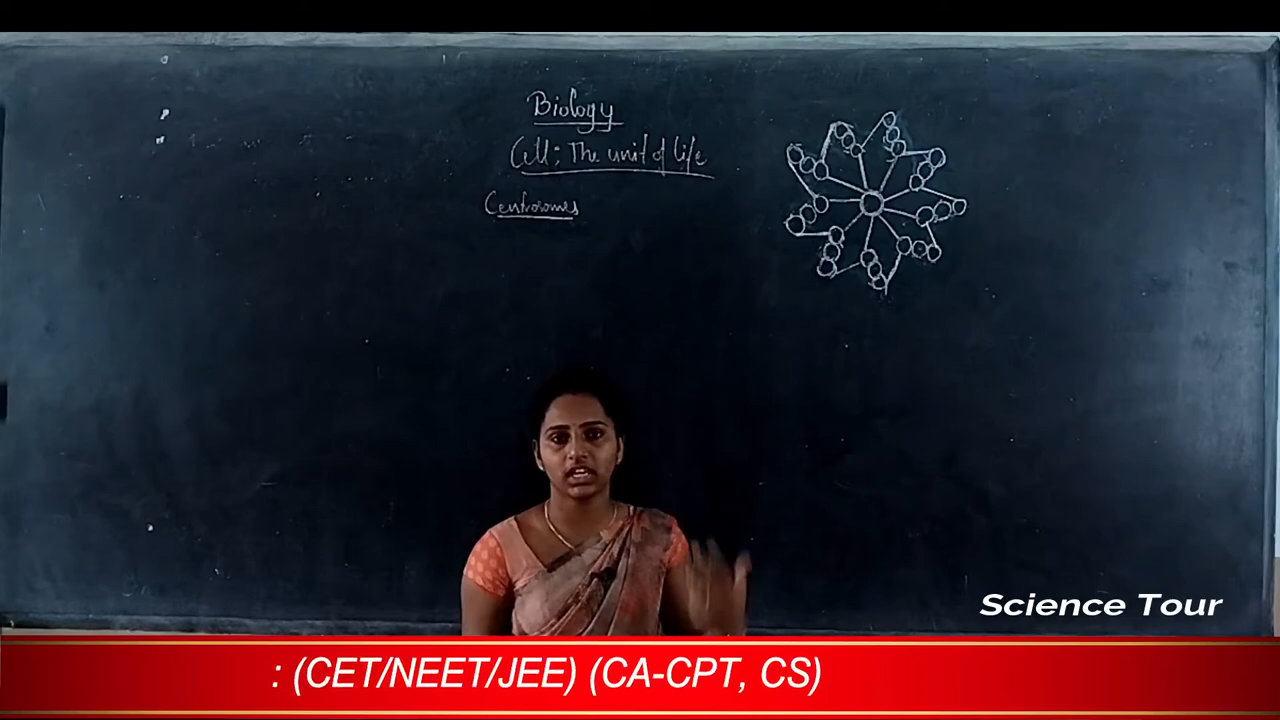 Biology
Cell: The unit of life
Centrosomes
Science Tour
: (CET/NEET/JEE) (CA-CPT, CS)